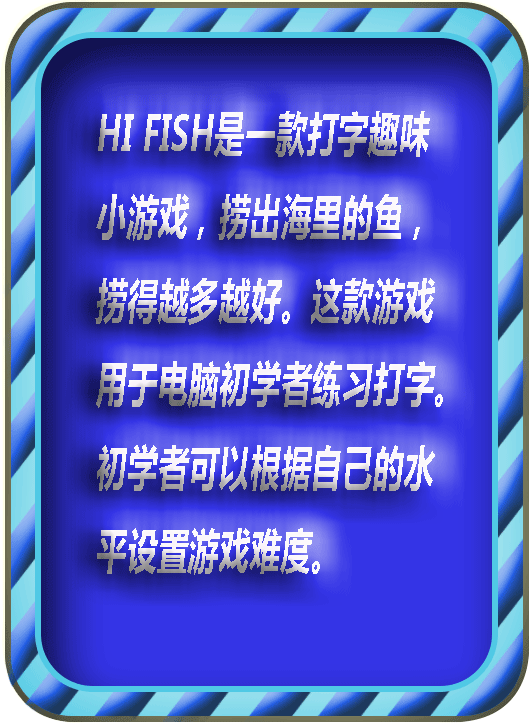 HI FISH是一款打字趣味
小游戏，捞出海里的鱼，
捞得越多越好。这款游戏
用于电脑初学者练习打字。
初学者可以根据自己的水
平设置游戏难度。